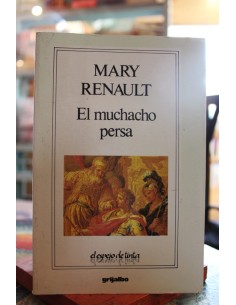 MARY
RENAULT
El muchacho
persa
el espejo de tinta
grijalbo